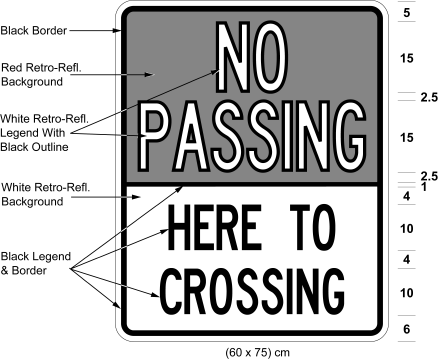 Black Border
Red Retro-Refl.
Background
White Retro-Refl.
Legend With
Black Outline
White Retro-Refl.
Background
Black Legend
& Border
NO
PASSING
HERE TO
CROSSING
5
15
2.5
15
2.5
1
4
10
4
10
6
(60 x 75) cm